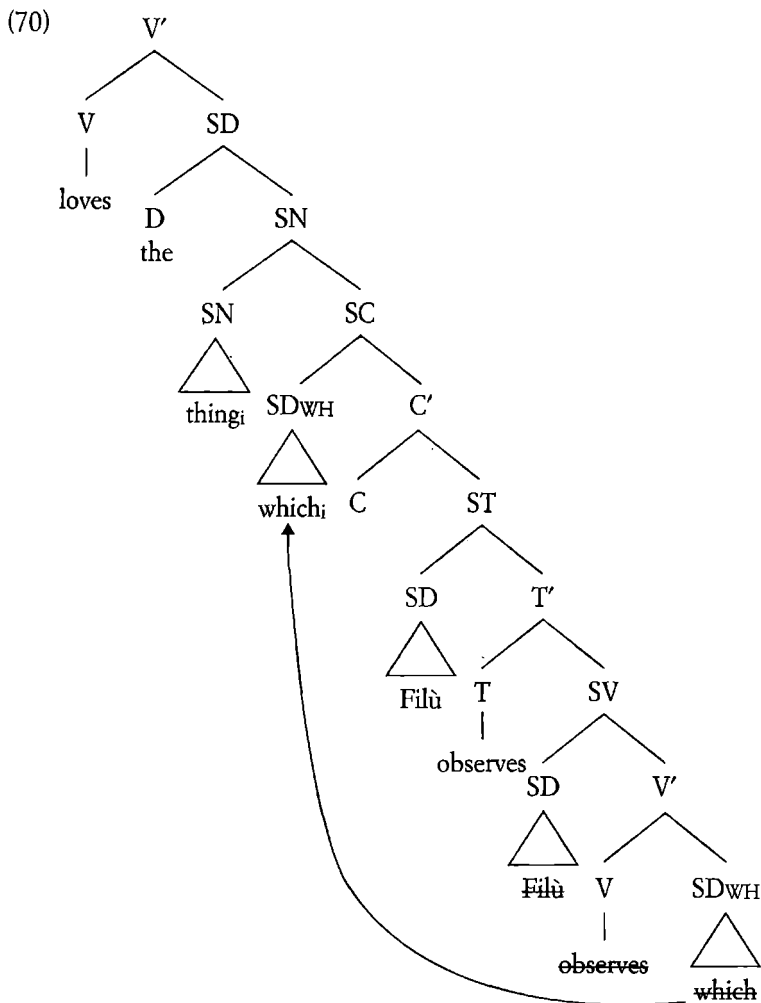 (70)
V′
V SD
loves
D SN
the
SN SC
thingi SDWH C′
whichi C ST
SD T′
Filù T SV
observes
SD V′
Filù V SDWH
observes which